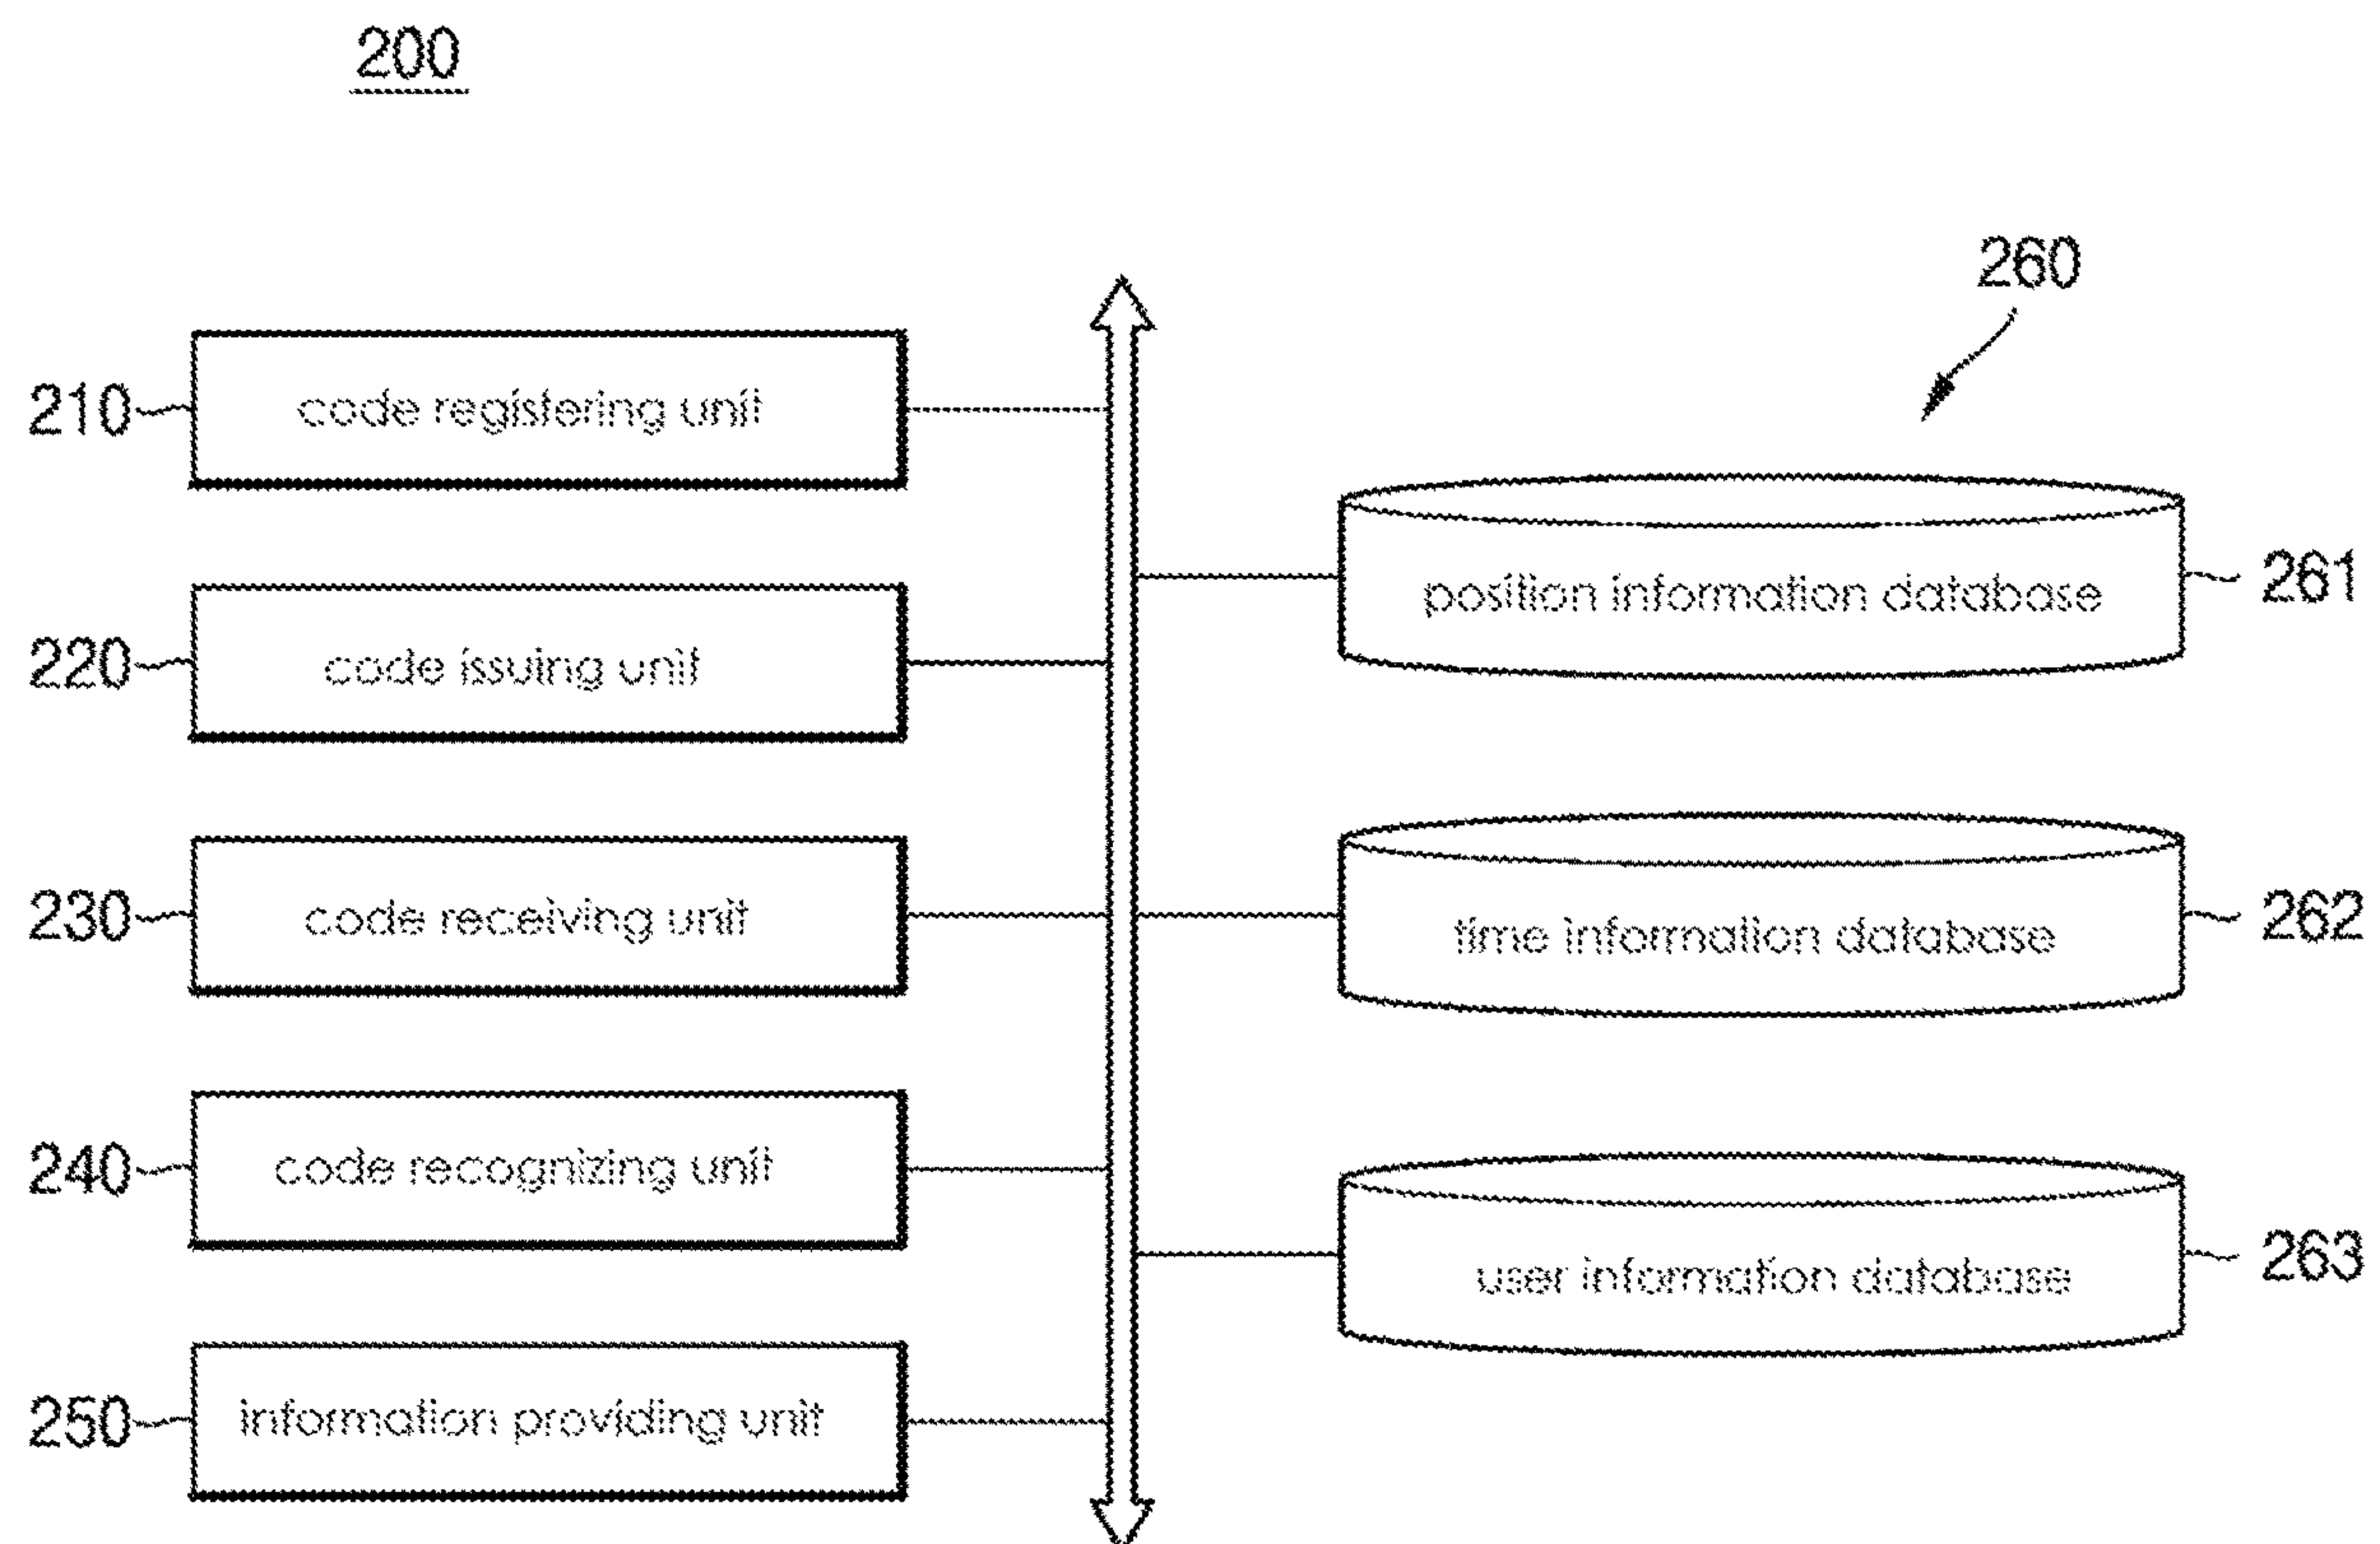 200
260
210
code registering unit
position information database
261
220
code issuing unit
230
code receiving unit
time information database
262
240
code recognizing unit
user information database
263
250
information providing unit